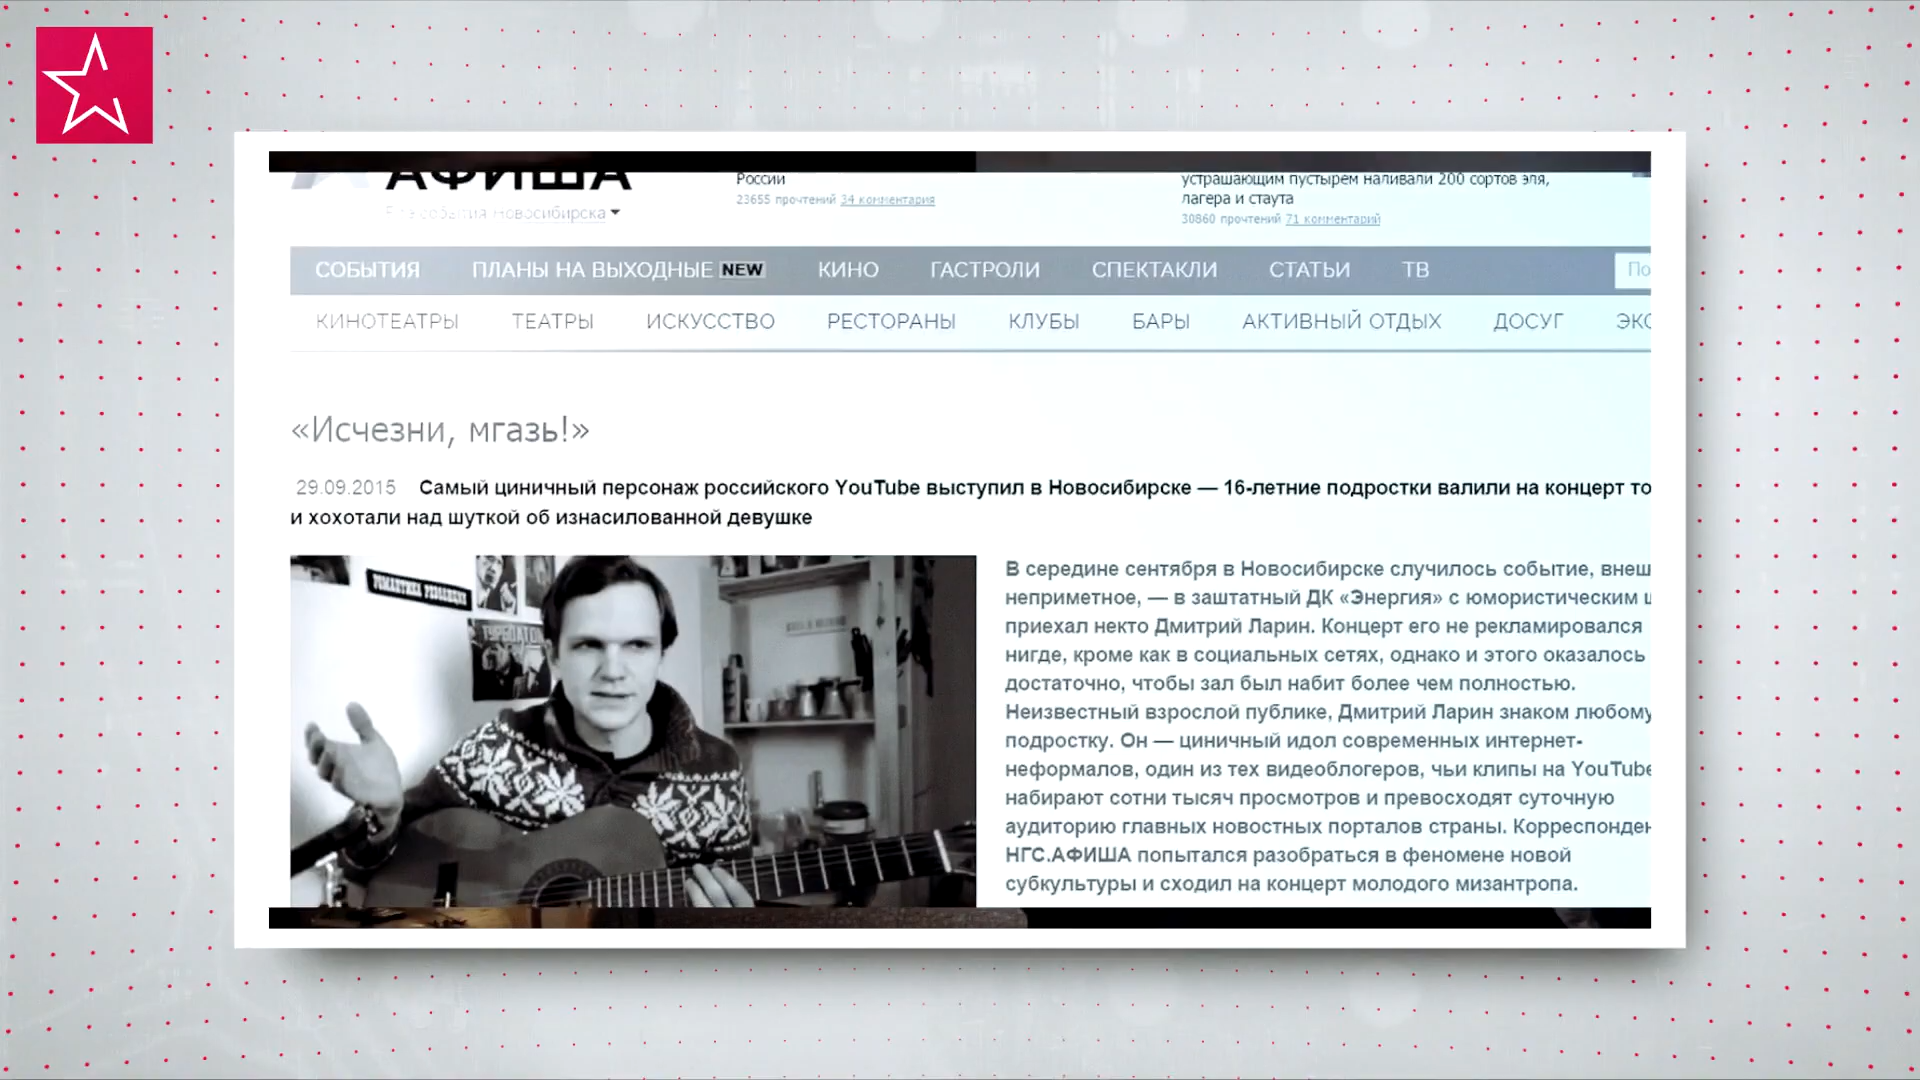 АФИША
Все события Новосибирска
России
23655 прочтений 34 комментария
устрашающим пустырем наливали 200 сортов эля,
лагера и стаута
30860 прочтений 71 комментарий
СОБЫТИЯ ПЛАНЫ НА ВЫХОДНЫЕ NEW КИНО ГАСТРОЛИ СПЕКТАКЛИ СТАТЬИ ТВ По
КИНОТЕАТРЫ ТЕАТРЫ ИСКУССТВО РЕСТОРАНЫ КЛУБЫ БАРЫ АКТИВНЫЙ ОТДЫХ ДОСУГ ЭКС
«Исчезни, мгазь!»
29.09.2015 Самый циничный персонаж российского YouTube выступил в Новосибирске — 16-летние подростки валили на концерт то
и хохотали над шуткой об изнасилованной девушке
РОМАНТИКА РЕВОЛЮЦИИ
В середине сентября в Новосибирске случилось событие, внеш
неприметное, — в заштатный ДК «Энергия» с юмористическим
приехал некто Дмитрий Ларин. Концерт его не рекламировался
нигде, кроме как в социальных сетях, однако и этого оказалось
достаточно, чтобы зал был набит более чем полностью.
Неизвестный взрослой публике, Дмитрий Ларин знаком любому
подростку. Он — циничный идол современных интернет-
неформалов, один из тех видеоблогеров, чьи клипы на YouTube
набирают сотни тысяч просмотров и превосходят суточную
аудиторию главных новостных порталов страны. Корреспонден
НГС.АФИША попытался разобраться в феномене новой
субкультуры и сходил на концерт молодого мизантропа.